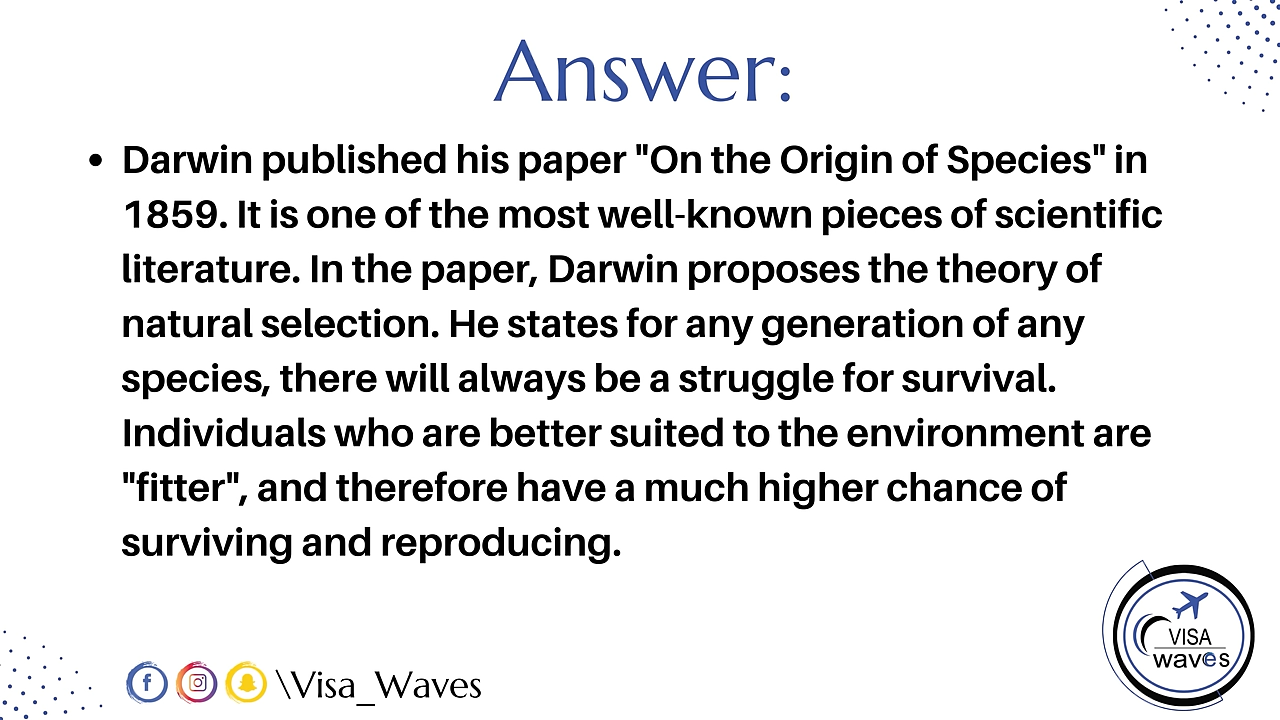 Answer:
• Darwin published his paper "On the Origin of Species" in
1859. It is one of the most well-known pieces of scientific
literature. In the paper, Darwin proposes the theory of
natural selection. He states for any generation of any
species, there will always be a struggle for survival.
Individuals who are better suited to the environment are
"fitter", and therefore have a much higher chance of
surviving and reproducing.
\Visa_Waves
VISA
waves